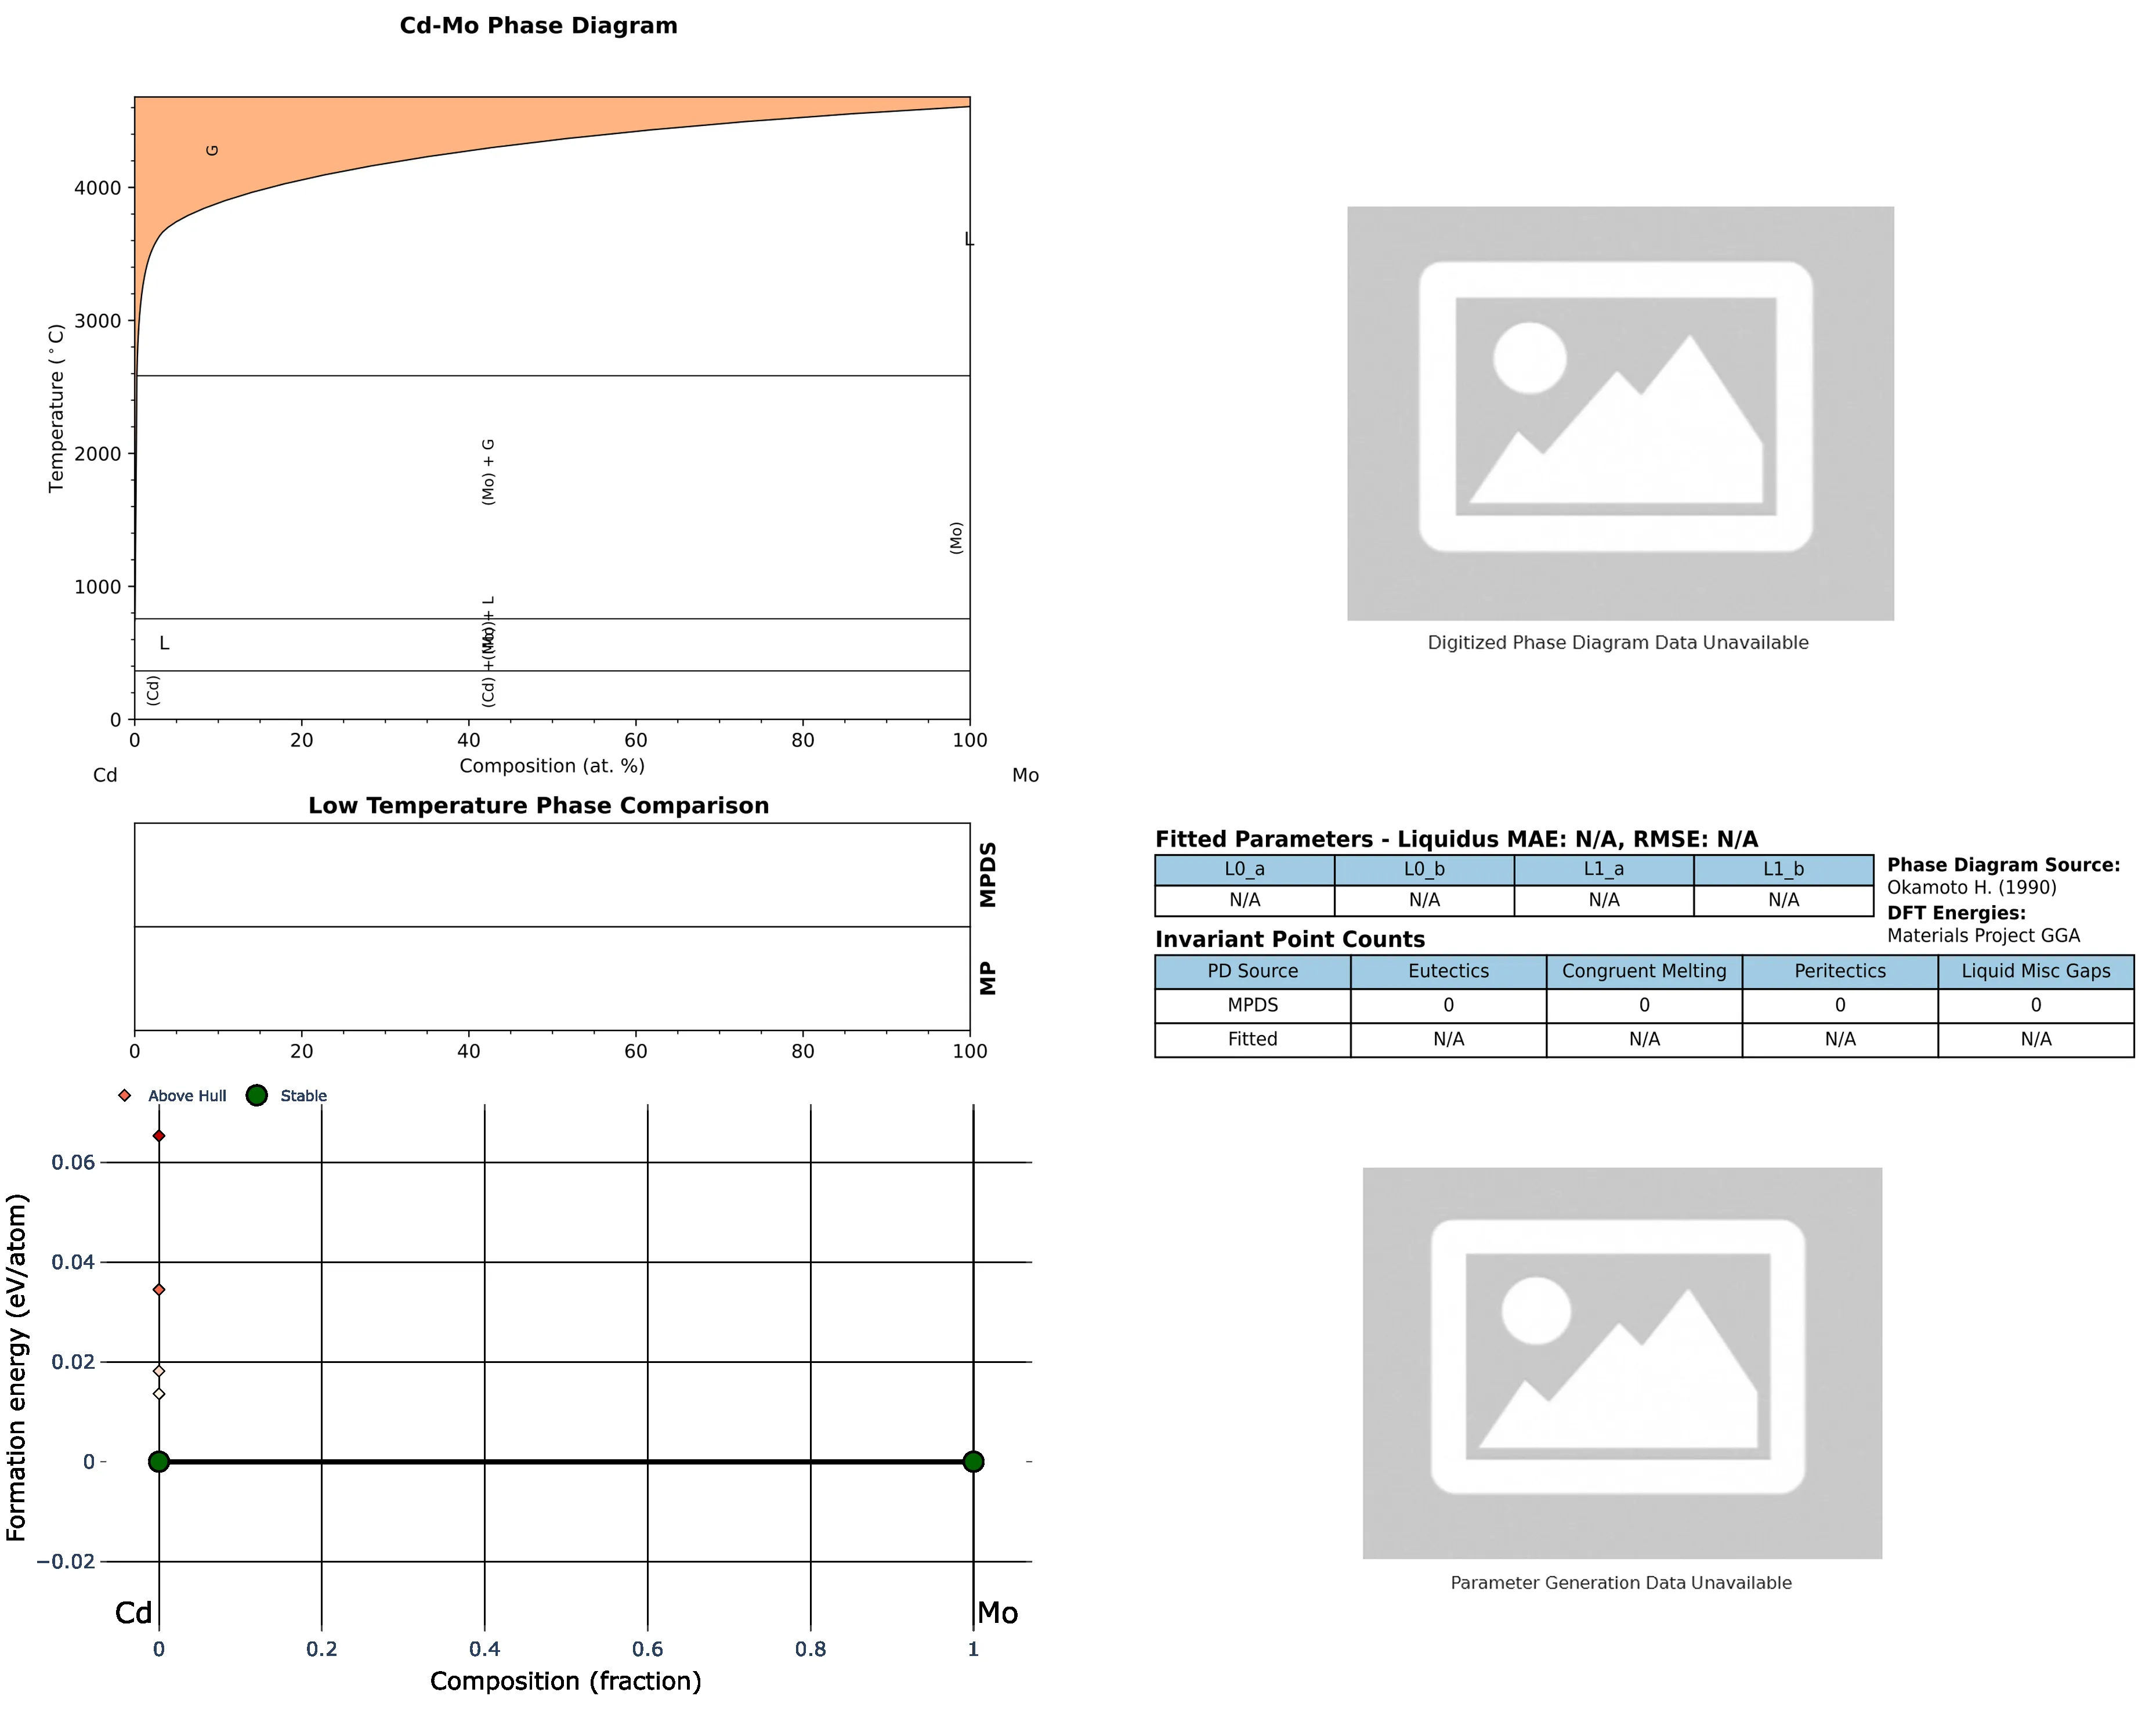 Cd-Mo Phase Diagram
G
4000
3000
2000
1000
0
Temperature (°C)
L
(Mo) + G
(Mo)
(Mo) + L
L
(Cd) + (Mo)
(Cd)
0 20 40 60 80 100
Composition (at. %)
Cd Mo
Digitized Phase Diagram Data Unavailable
Low Temperature Phase Comparison
MPDS
MP
0 20 40 60 80 100
Fitted Parameters - Liquidus MAE: N/A, RMSE: N/A
L0_a L0_b L1_a L1_b
N/A N/A N/A N/A
Phase Diagram Source:
Okamoto H. (1990)
DFT Energies:
Materials Project GGA
Invariant Point Counts
PD Source Eutectics Congruent Melting Peritectics Liquid Misc Gaps
MPDS 0 0 0 0
Fitted N/A N/A N/A N/A
Above Hull Stable
0.06
0.04
0.02
0
−0.02
Formation energy (eV/atom)
Cd Mo
0 0.2 0.4 0.6 0.8 1
Composition (fraction)
Parameter Generation Data Unavailable